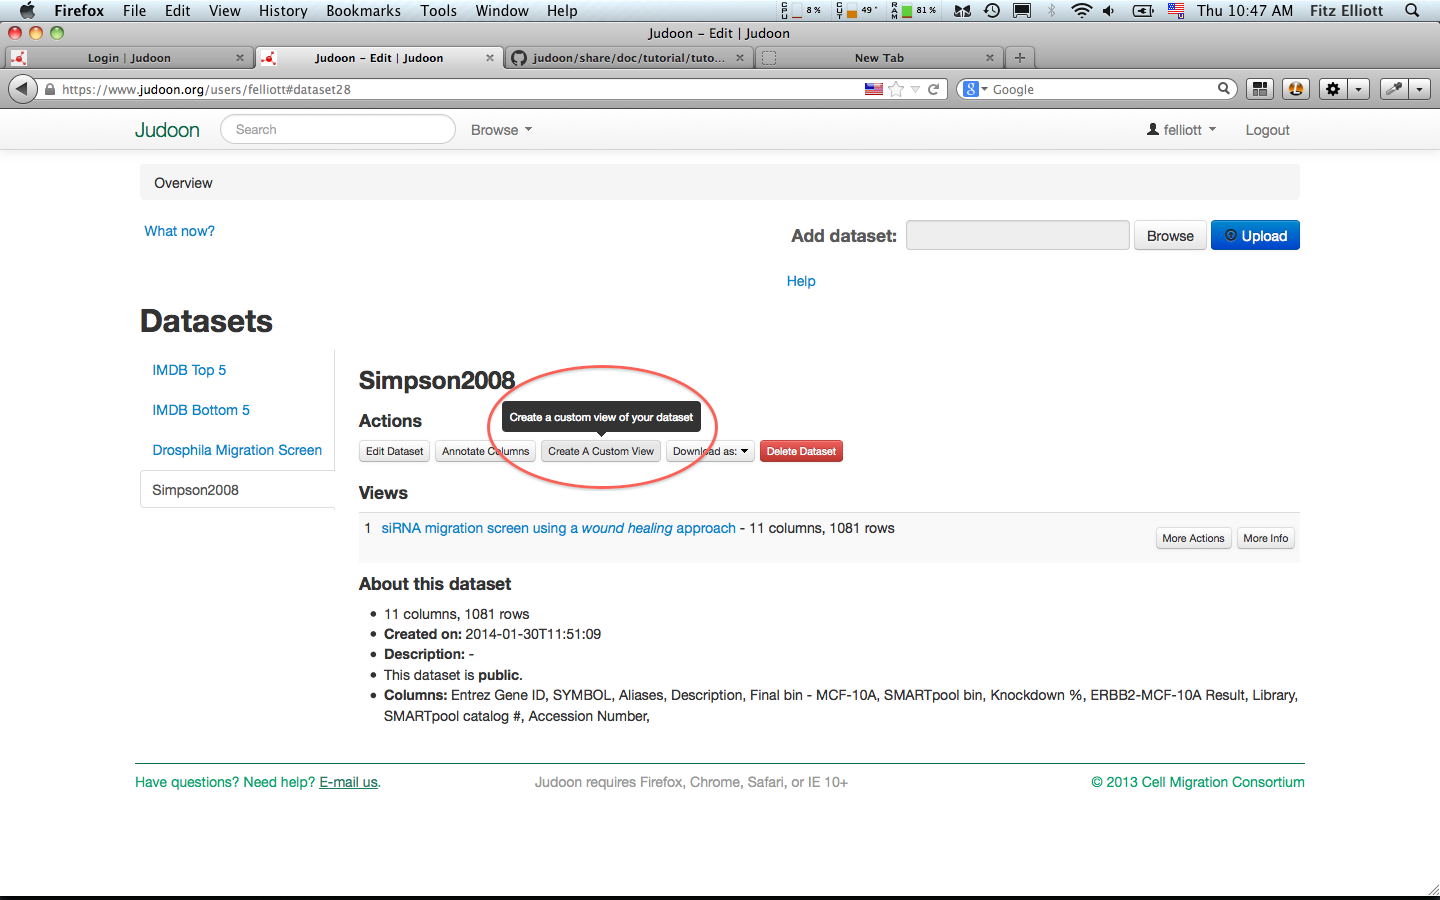 Firefox File Edit View History Bookmarks Tools Window Help CPU 8% CUT 49° RAM 81% Thu 10:47 AM Fitz Elliott
Judoon – Edit | Judoon
Login | Judoon
Judoon – Edit | Judoon
judoon/share/doc/tutorial/tuto...
New Tab
https://www.judoon.org/users/felliott#dataset28
Google
Judoon
Search
Browse
felliott
Logout
Overview
What now?
Add dataset:
Browse
Upload
Help
Datasets
IMDB Top 5
IMDB Bottom 5
Drosphila Migration Screen
Simpson2008
Simpson2008
Create a custom view of your dataset
Actions
Edit Dataset
Annotate Columns
Create A Custom View
Download as:
Delete Dataset
Views
1 siRNA migration screen using a wound healing approach - 11 columns, 1081 rows
More Actions
More Info
About this dataset
• 11 columns, 1081 rows
• Created on: 2014-01-30T11:51:09
• Description: -
• This dataset is public.
• Columns: Entrez Gene ID, SYMBOL, Aliases, Description, Final bin - MCF-10A, SMARTpool bin, Knockdown %, ERBB2-MCF-10A Result, Library,
SMARTpool catalog #, Accession Number,
Have questions? Need help? E-mail us.
Judoon requires Firefox, Chrome, Safari, or IE 10+
© 2013 Cell Migration Consortium